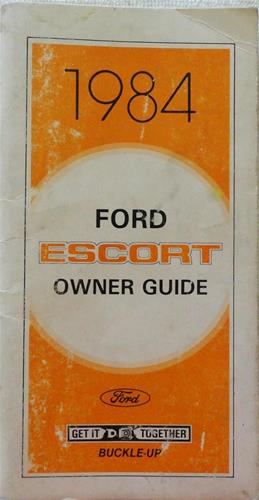 1984
FORD
ESCORT
OWNER GUIDE
Ford
GET IT TOGETHER
BUCKLE-UP